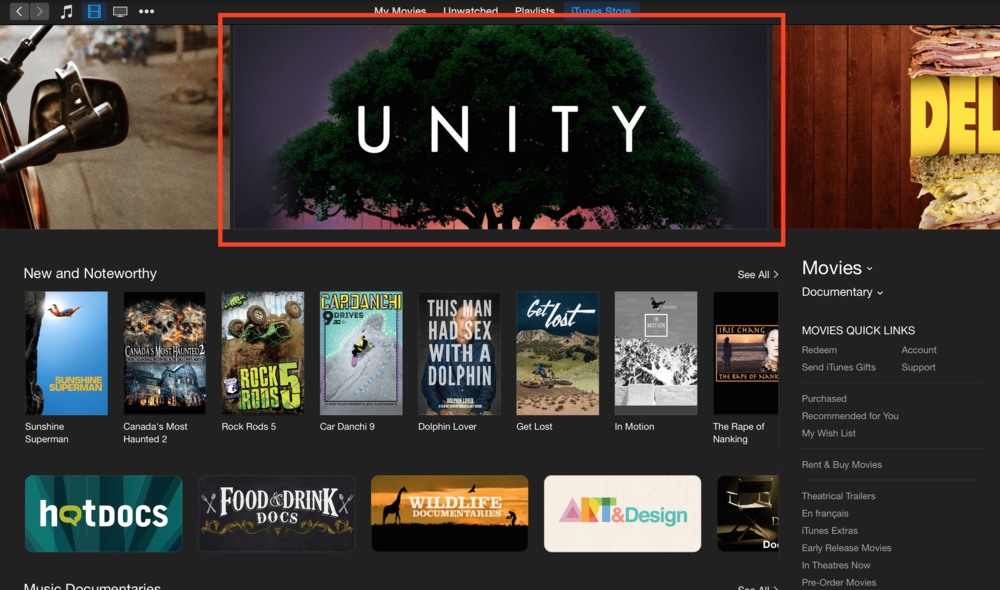 My Movies Unwatched Playlists iTunes Store
UNITY
DEL
New and Noteworthy
See All >
CANADA'S MOST HAUNTED 2
SUNSHINE
SUPERMAN
ROCK
RODS 5
CARDANCHI
9 DRIVES
THIS MAN
HAD SEX
WITH A
DOLPHIN
DOLPHIN LOVER
Get Lost
IN
MOTION
IRIS CHANG
THE RAPE OF NANK
Sunshine
Superman
Canada's Most
Haunted 2
Rock Rods 5
Car Danchi 9
Dolphin Lover
Get Lost
In Motion
The Rape of
Nanking
hotdocs
FOOD & DRINK
DOCS
WILDLIFE
DOCUMENTARIES
ART&Design
Doc
Music Documentaries
See All >
Movies
Documentary
MOVIES QUICK LINKS
Redeem
Account
Send iTunes Gifts
Support
Purchased
Recommended for You
My Wish List
Rent & Buy Movies
Theatrical Trailers
En français
iTunes Extras
Early Release Movies
In Theatres Now
Pre-Order Movies